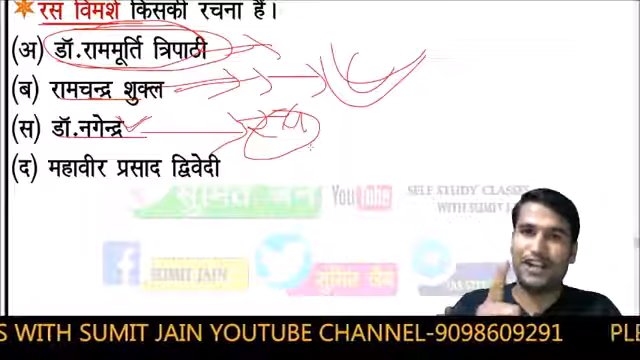 रस विमर्श किसकी रचना हैं।
(अ) डॉ.राममूर्ति त्रिपाठी
(ब) रामचन्द्र शुक्ल
(स) डॉ.नगेन्द्र
(द) महावीर प्रसाद द्विवेदी
सुमित जैन YouTube SELF STUDY CLASSES
WITH SUMIT JAIN
SUMIT JAIN सुमित जैन
S WITH SUMIT JAIN YOUTUBE CHANNEL-9098609291 PLE